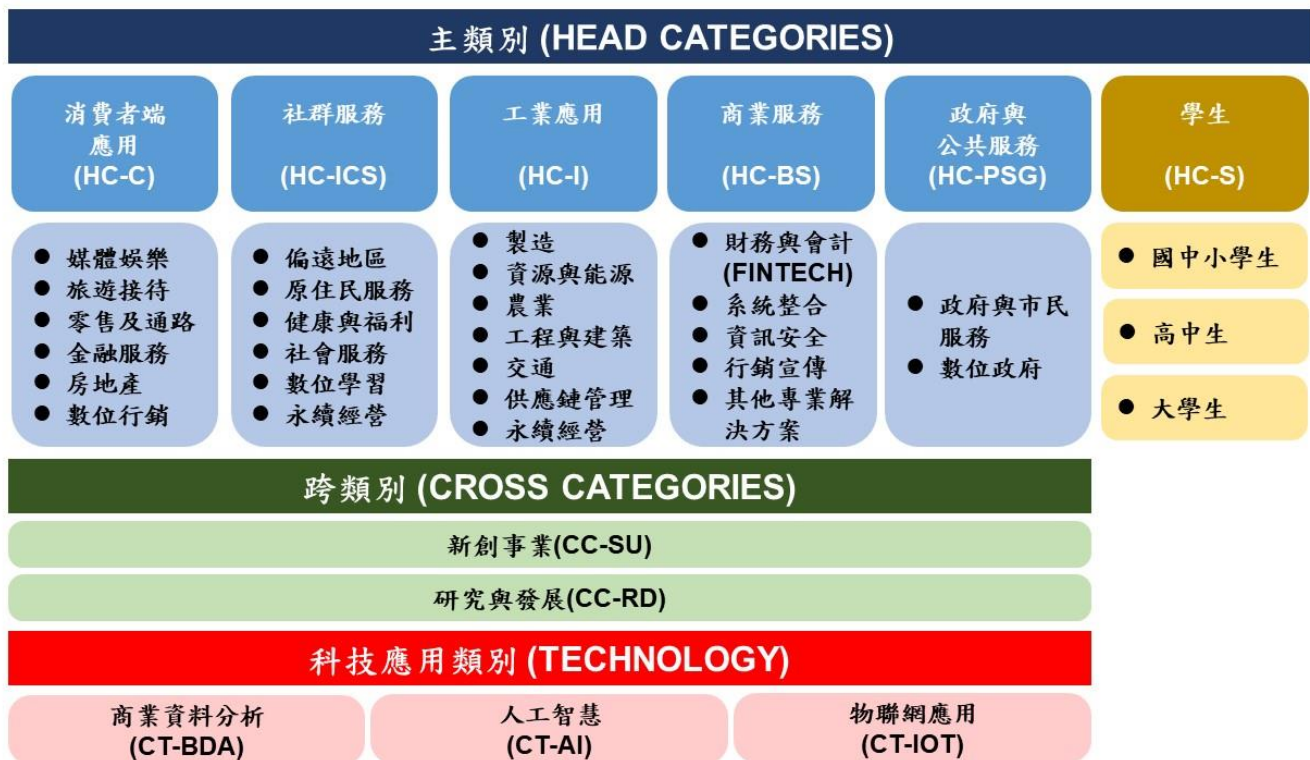 主類別 (HEAD CATEGORIES)
消費者端
應用
(HC-C)
社群服務
(HC-ICS)
工業應用
(HC-I)
商業服務
(HC-BS)
政府與
公共服務
(HC-PSG)
學生
(HC-S)
● 媒體娛樂
● 旅遊接待
● 零售及通路
● 金融服務
● 房地產
● 數位行銷
● 偏遠地區
● 原住民服務
● 健康與福利
● 社會服務
● 數位學習
● 永續經營
● 製造
● 資源與能源
● 農業
● 工程與建築
● 交通
● 供應鏈管理
● 永續經營
● 財務與會計
(FINTECH)
● 系統整合
● 資訊安全
● 行銷宣傳
● 其他專業解
決方案
● 政府與市民
服務
● 數位政府
● 國中小學生
● 高中生
● 大學生
跨類別 (CROSS CATEGORIES)
新創事業(CC-SU)
研究與發展(CC-RD)
科技應用類別 (TECHNOLOGY)
商業資料分析
(CT-BDA)
人工智慧
(CT-AI)
物聯網應用
(CT-IOT)